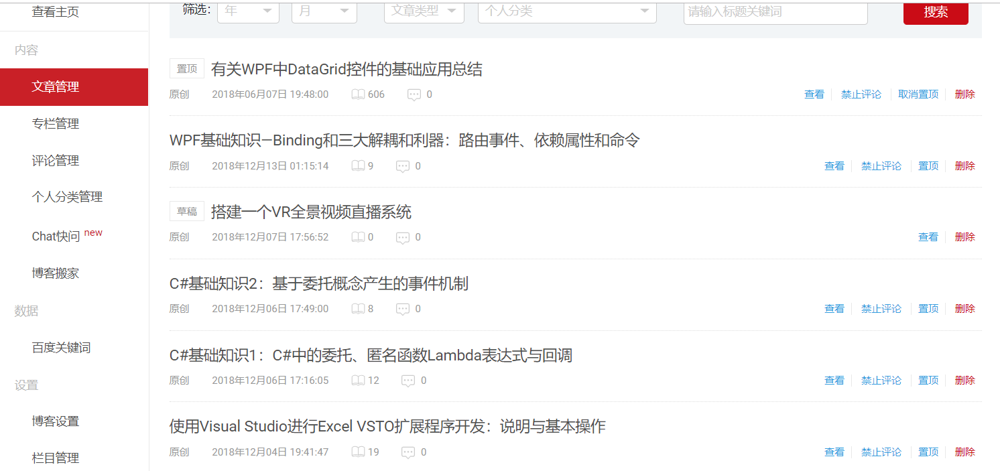 查看主页
内容
文章管理
专栏管理
评论管理
个人分类管理
Chat快问 new
博客搬家
数据
百度关键词
设置
博客设置
栏目管理
筛选： 年 月 文章类型 个人分类 请输入标题关键词 搜索
置顶 有关WPF中DataGrid控件的基础应用总结
原创 2018年06月07日 19:48:00 606 0 查看 禁止评论 取消置顶 删除
WPF基础知识—Binding和三大解耦和利器：路由事件、依赖属性和命令
原创 2018年12月13日 01:15:14 9 0 查看 禁止评论 置顶 删除
草稿 搭建一个VR全景视频直播系统
原创 2018年12月07日 17:56:52 0 0 查看 删除
C#基础知识2：基于委托概念产生的事件机制
原创 2018年12月06日 17:49:00 8 0 查看 禁止评论 置顶 删除
C#基础知识1：C#中的委托、匿名函数Lambda表达式与回调
原创 2018年12月06日 17:16:05 12 0 查看 禁止评论 置顶 删除
使用Visual Studio进行Excel VSTO扩展程序开发：说明与基本操作
原创 2018年12月04日 19:41:47 19 0 查看 禁止评论 置顶 删除